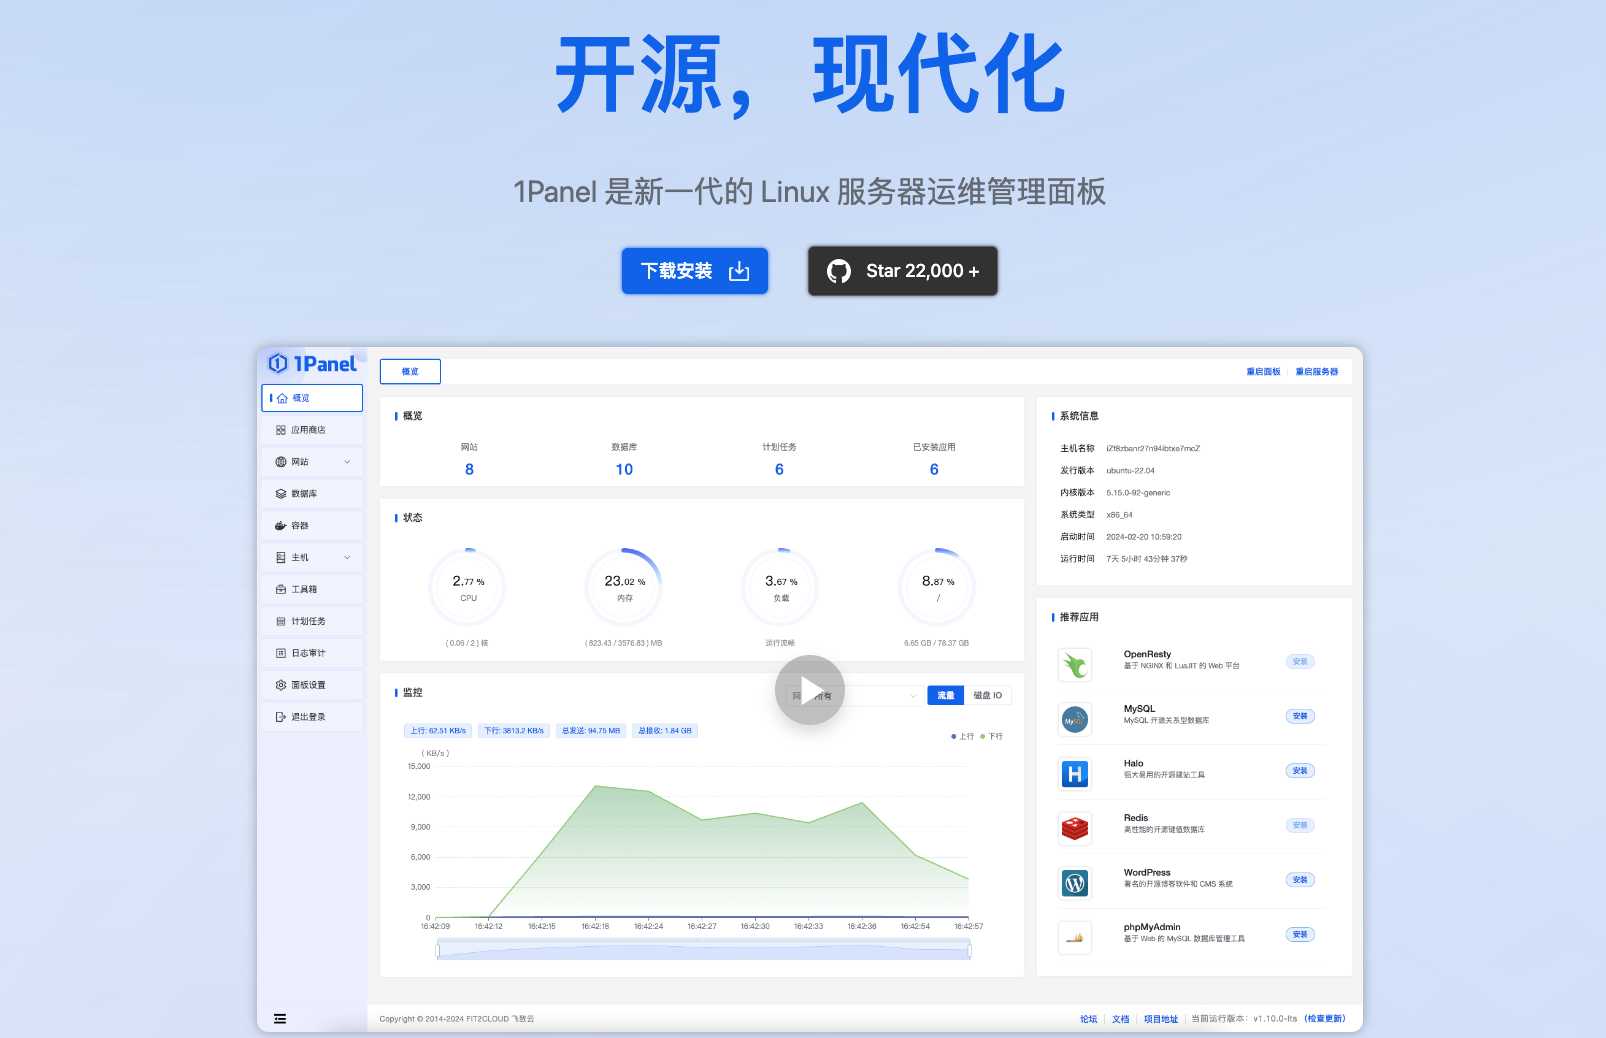 开源，现代化
1Panel 是新一代的 Linux 服务器运维管理面板
下载安装
Star 22,000 +
1Panel
概览
应用商店
网站
数据库
容器
主机
工具箱
计划任务
日志审计
面板设置
退出登录
概览
重启面板
重启服务器
概览
网站
数据库
计划任务
已安装应用
8
10
6
6
状态
2.77 %
CPU
( 0.06 / 2 ) 核
23.02 %
内存
( 823.43 / 3576.83 ) MB
3.67 %
负载
运行流畅
8.87 %
/
6.65 GB / 78.37 GB
监控
所有
流量
磁盘 IO
上行: 62.51 KB/s
下行: 3813.2 KB/s
总发送: 94.75 MB
总接收: 1.84 GB
上行
下行
( KB/s )
15,000
12,000
9,000
6,000
3,000
0
16:42:09
16:42:12
16:42:15
16:42:18
16:42:24
16:42:27
16:42:30
16:42:33
16:42:36
16:42:54
16:42:57
系统信息
主机名称
发行版本 ubuntu-22.04
内核版本 5.15.0-92-generic
系统类型 x86_64
启动时间 2024-02-20 10:59:20
运行时间 7天 5小时 43分钟 37秒
推荐应用
OpenResty
基于 NGINX 和 LuaJIT 的 Web 平台
安装
MySQL
MySQL
MySQL 开源关系型数据库
安装
H
Halo
强大易用的开源建站工具
安装
Redis
高性能的开源键值数据库
安装
WordPress
著名的开源博客软件和 CMS 系统
安装
phpMyAdmin
基于 Web 的 MySQL 数据库管理工具
安装
Copyright © 2014-2024 FIT2CLOUD 飞致云
论坛
文档
项目地址
当前运行版本： v1.10.0-lts （检查更新）